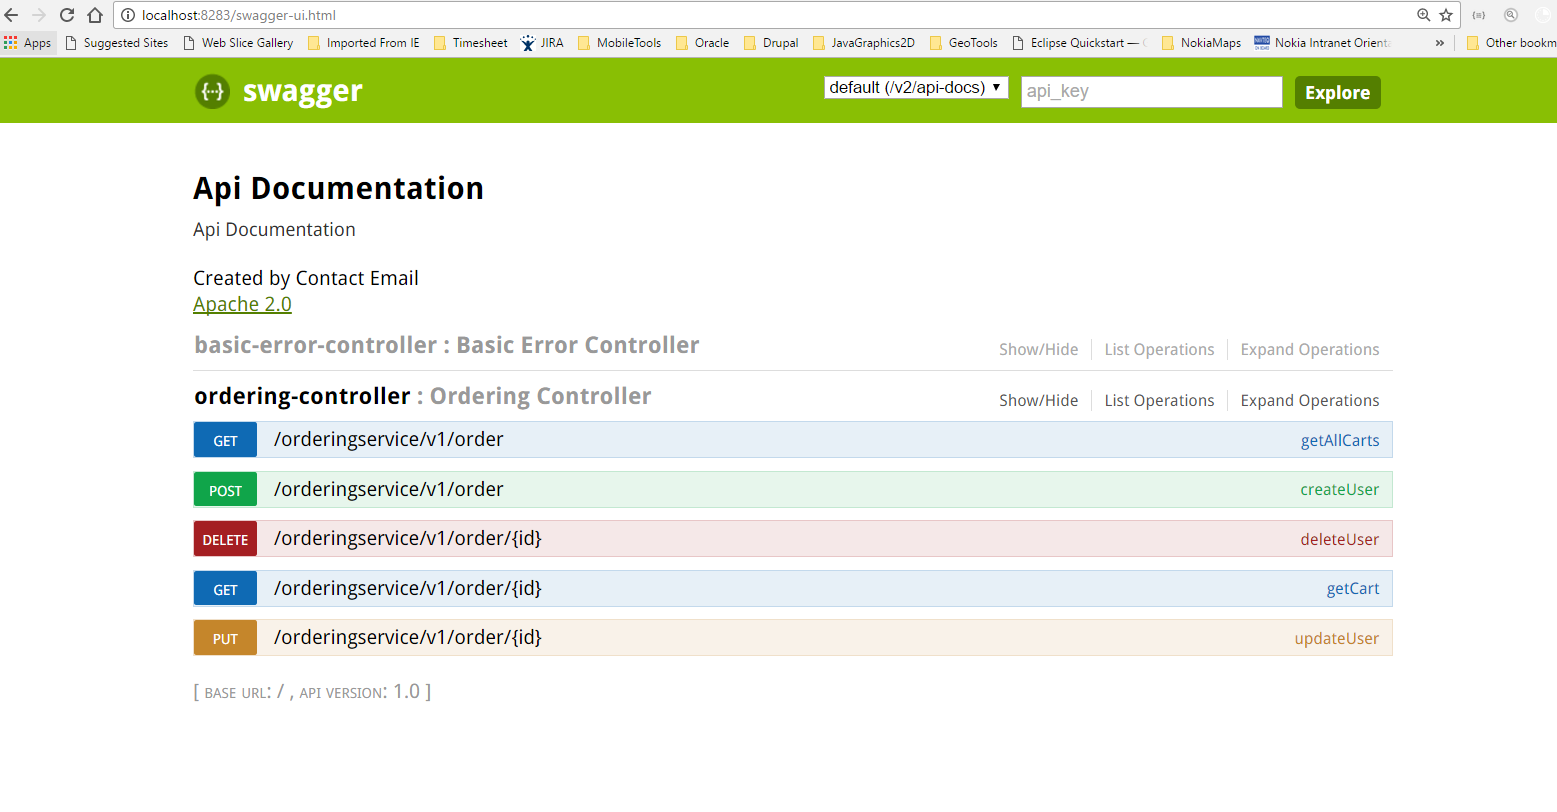 localhost:8283/swagger-ui.html
Apps Suggested Sites Web Slice Gallery Imported From IE Timesheet JIRA MobileTools Oracle Drupal JavaGraphics2D GeoTools Eclipse Quickstart — NokiaMaps Nokia Intranet Orient » Other bookm
{···} swagger default (/v2/api-docs) api_key Explore
Api Documentation
Api Documentation
Created by Contact Email
Apache 2.0
basic-error-controller : Basic Error Controller Show/Hide List Operations Expand Operations
ordering-controller : Ordering Controller Show/Hide List Operations Expand Operations
GET /orderingservice/v1/order getAllCarts
POST /orderingservice/v1/order createUser
DELETE /orderingservice/v1/order/{id} deleteUser
GET /orderingservice/v1/order/{id} getCart
PUT /orderingservice/v1/order/{id} updateUser
[ BASE URL: / , API VERSION: 1.0 ]